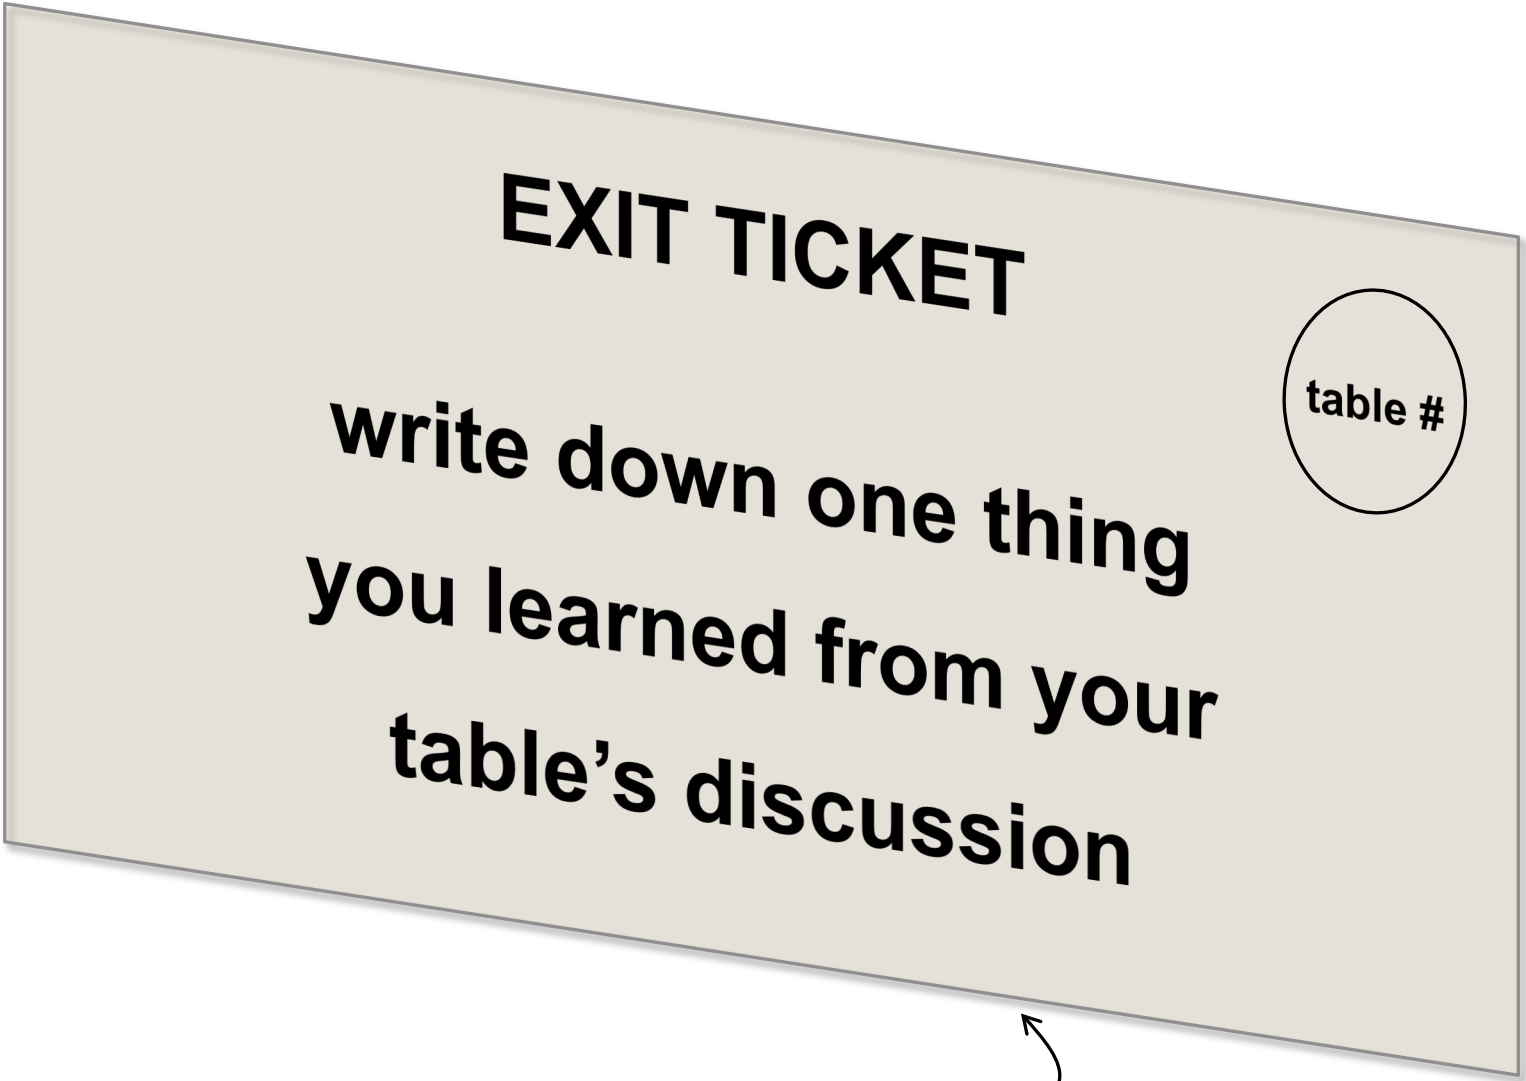 EXIT TICKET
table #
write down one thing
you learned from your
table’s discussion